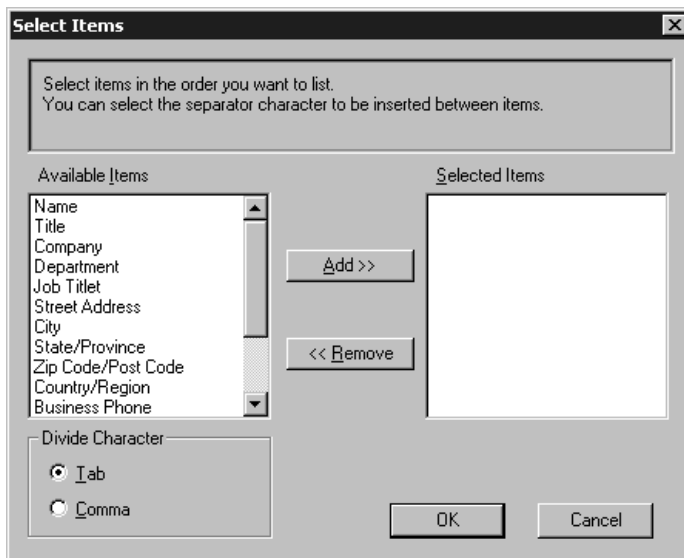 Select Items
Select items in the order you want to list.
You can select the separator character to be inserted between items.
Available Items
Selected Items
Name
Title
Company
Department
Job Titlet
Street Address
City
State/Province
Zip Code/Post Code
Country/Region
Business Phone
Add >>
<< Remove
Divide Character
Tab
Comma
OK
Cancel